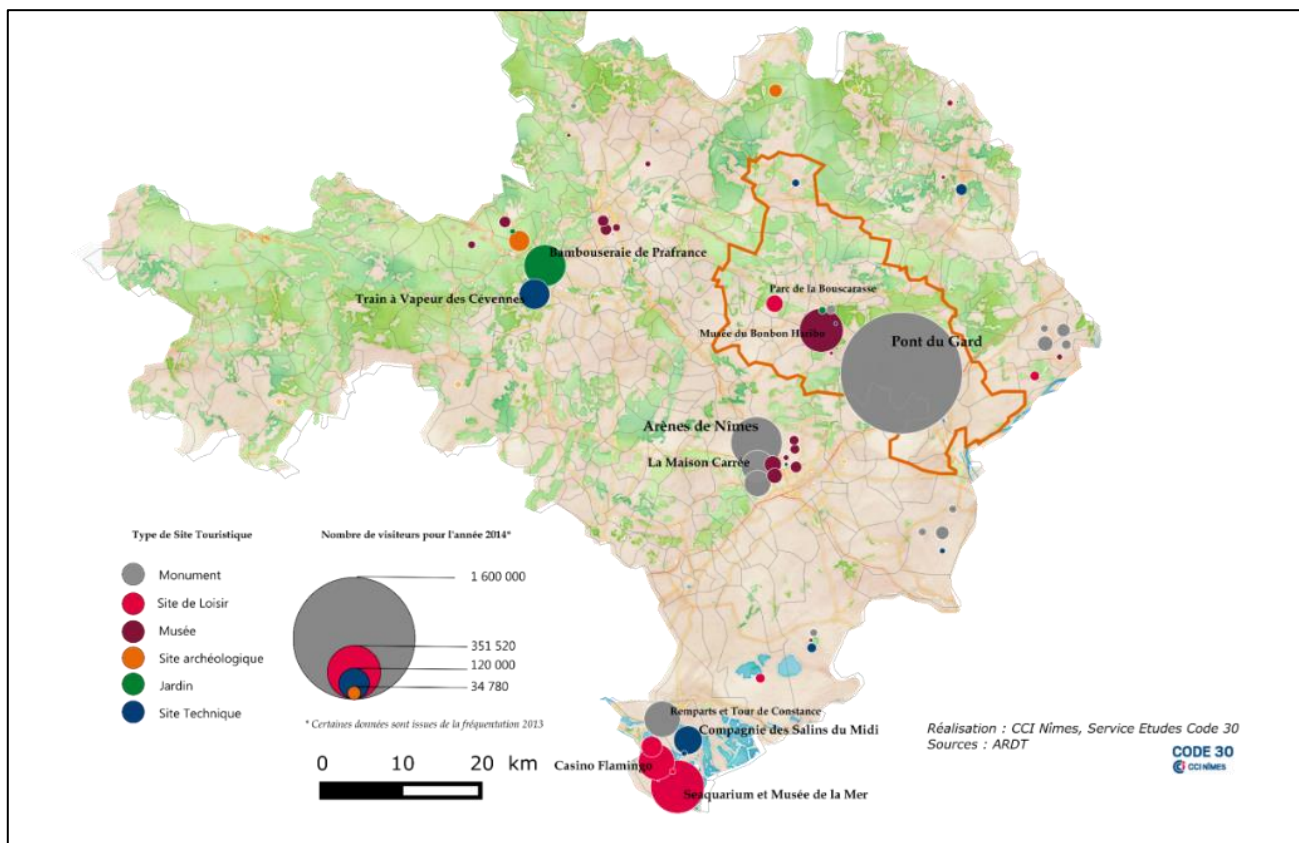 Bambouseraie de Prafrance
Train à Vapeur des Cévennes
Parc de la Bouscarasse
Musée du Bonbon Haribo
Pont du Gard
Arènes de Nîmes
La Maison Carrée
Type de Site Touristique
Monument
Site de Loisir
Musée
Site archéologique
Jardin
Site Technique
Nombre de visiteurs pour l'année 2014*
1 600 000
351 520
120 000
34 780
* Certaines données sont issues de la fréquentation 2013
0 10 20 km
Remparts et Tour de Constance
Compagnie des Salins du Midi
Casino Flamingo
Seaquarium et Musée de la Mer
Réalisation : CCI Nîmes, Service Etudes Code 30
Sources : ARDT
CODE 30
CCI NÎMES